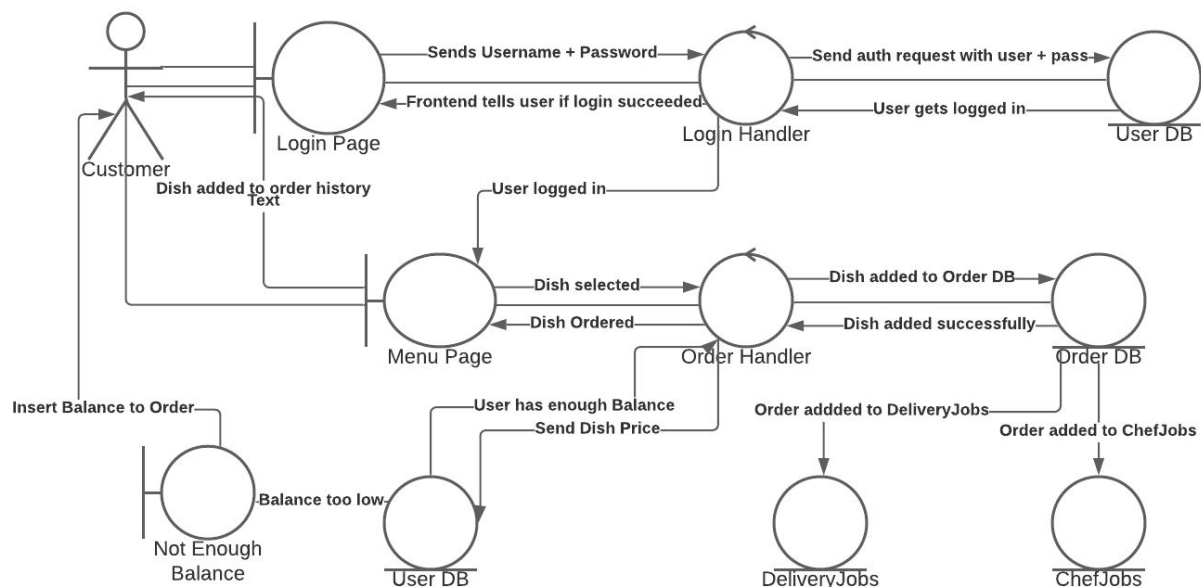 Sends Username + Password
Send auth request with user + pass
Frontend tells user if login succeeded
User gets logged in
Login Page
Login Handler
User DB
Customer
Dish added to order history
Text
User logged in
Dish selected
Dish added to Order DB
Dish Ordered
Dish added successfully
Menu Page
Order Handler
Order DB
Insert Balance to Order
User has enough Balance
Order addded to DeliveryJobs
Send Dish Price
Order added to ChefJobs
Balance too low
Not Enough
Balance
User DB
DeliveryJobs
ChefJobs